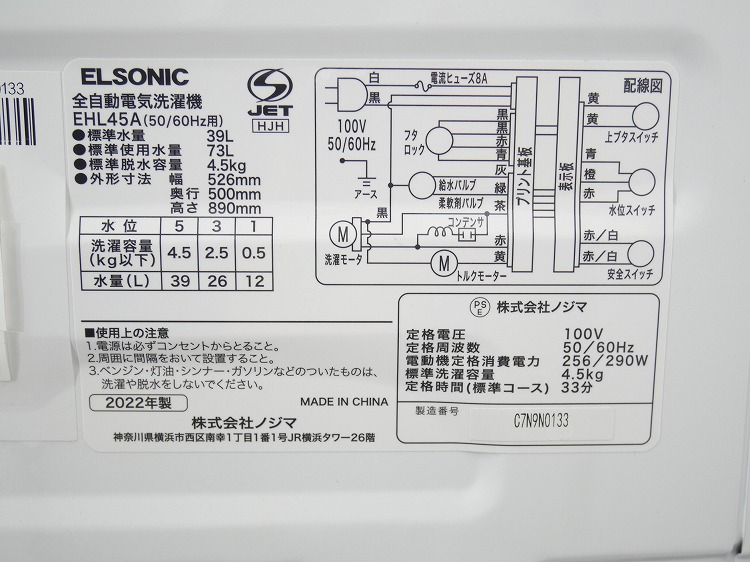 0133
ELSONIC
全自動電気洗濯機
EHL45A(50/60Hz用)
●標準水量 39L
●標準使用水量 73L
●標準脱水容量 4.5kg
●外形寸法 幅 526mm
奥行 500mm
高さ 890mm
S
JET
HJH
水位 5 3 1
洗濯容量(kg以下) 4.5 2.5 0.5
水量(L) 39 26 12
配線図
白
黒
電流ヒューズ8A
100V
50/60Hz
アース
フタロック
黒
黒
赤
青
灰
給水バルブ
緑
柔軟剤バルブ
茶
コンデンサ
黒
M
洗濯モータ
赤
黄
M
トルクモーター
プリント基板
表示板
黄
黄
上ブタスイッチ
青
橙
赤
水位スイッチ
赤/白
赤/白
安全スイッチ
■使用上の注意
1.電源は必ずコンセントからとること。
2.周囲に間隔をおいて設置すること。
3.ベンジン・灯油・シンナー・ガソリンなどのついたものは、
洗濯や脱水をしないでください。
2022年製
MADE IN CHINA
株式会社ノジマ
神奈川県横浜市西区南幸1丁目1番1号JR横浜タワー26階
PSE 株式会社ノジマ
定格電圧 100V
定格周波数 50/60Hz
電動機定格消費電力 256/290W
標準洗濯容量 4.5kg
定格時間(標準コース) 33分
製造番号 C7N9N0133